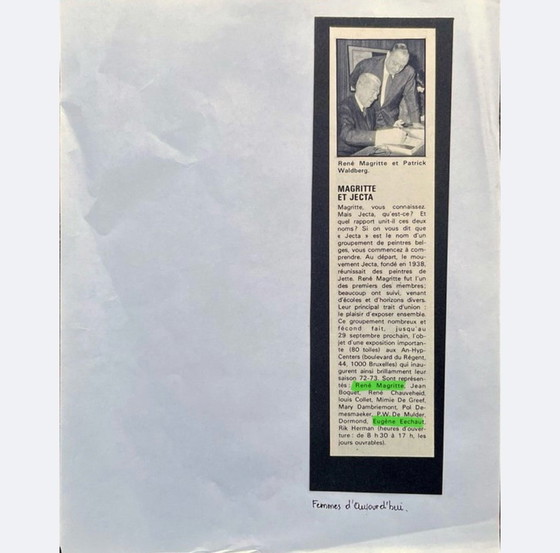 René Magritte et Patrick
Waldberg.
MAGRITTE
ET JECTA
Magritte, vous connaissez.
Mais Jecta, qu'est-ce? Et
quel rapport unit-il ces deux
noms? Si on vous dit que
« Jecta » est le nom d'un
groupement de peintres bel-
ges, vous commencez à com-
prendre. Au départ, le mou-
vement Jecta, fondé en 1938,
réunissait des peintres de
Jette. René Magritte fut l'un
des premiers des membres;
beaucoup ont suivi, venant
d'écoles et d'horizons divers.
Leur principal trait d'union :
le plaisir d'exposer ensemble.
Ce groupement nombreux et
fécond fait, jusqu'au
29 septembre prochain, l'ob-
jet d'une exposition importan-
te (80 toiles) aux An-Hyp-
Centers (boulevard du Régent,
44, 1000 Bruxelles) qui inau-
gurent ainsi brillamment leur
saison 72-73. Sont représen-
tés : René Magritte, Jean
Boquet, René Chauveheid,
louis Collet, Mimie De Greef,
Mary Dambriemont, Pol De-
mesmaeker, P.W. De Mulder,
Dormond, Eugène Eechaut,
Rik Herman (heures d'ouver-
ture : de 8 h 30 à 17 h, les
jours ouvrables).
Femmes d'aujourd'hui.